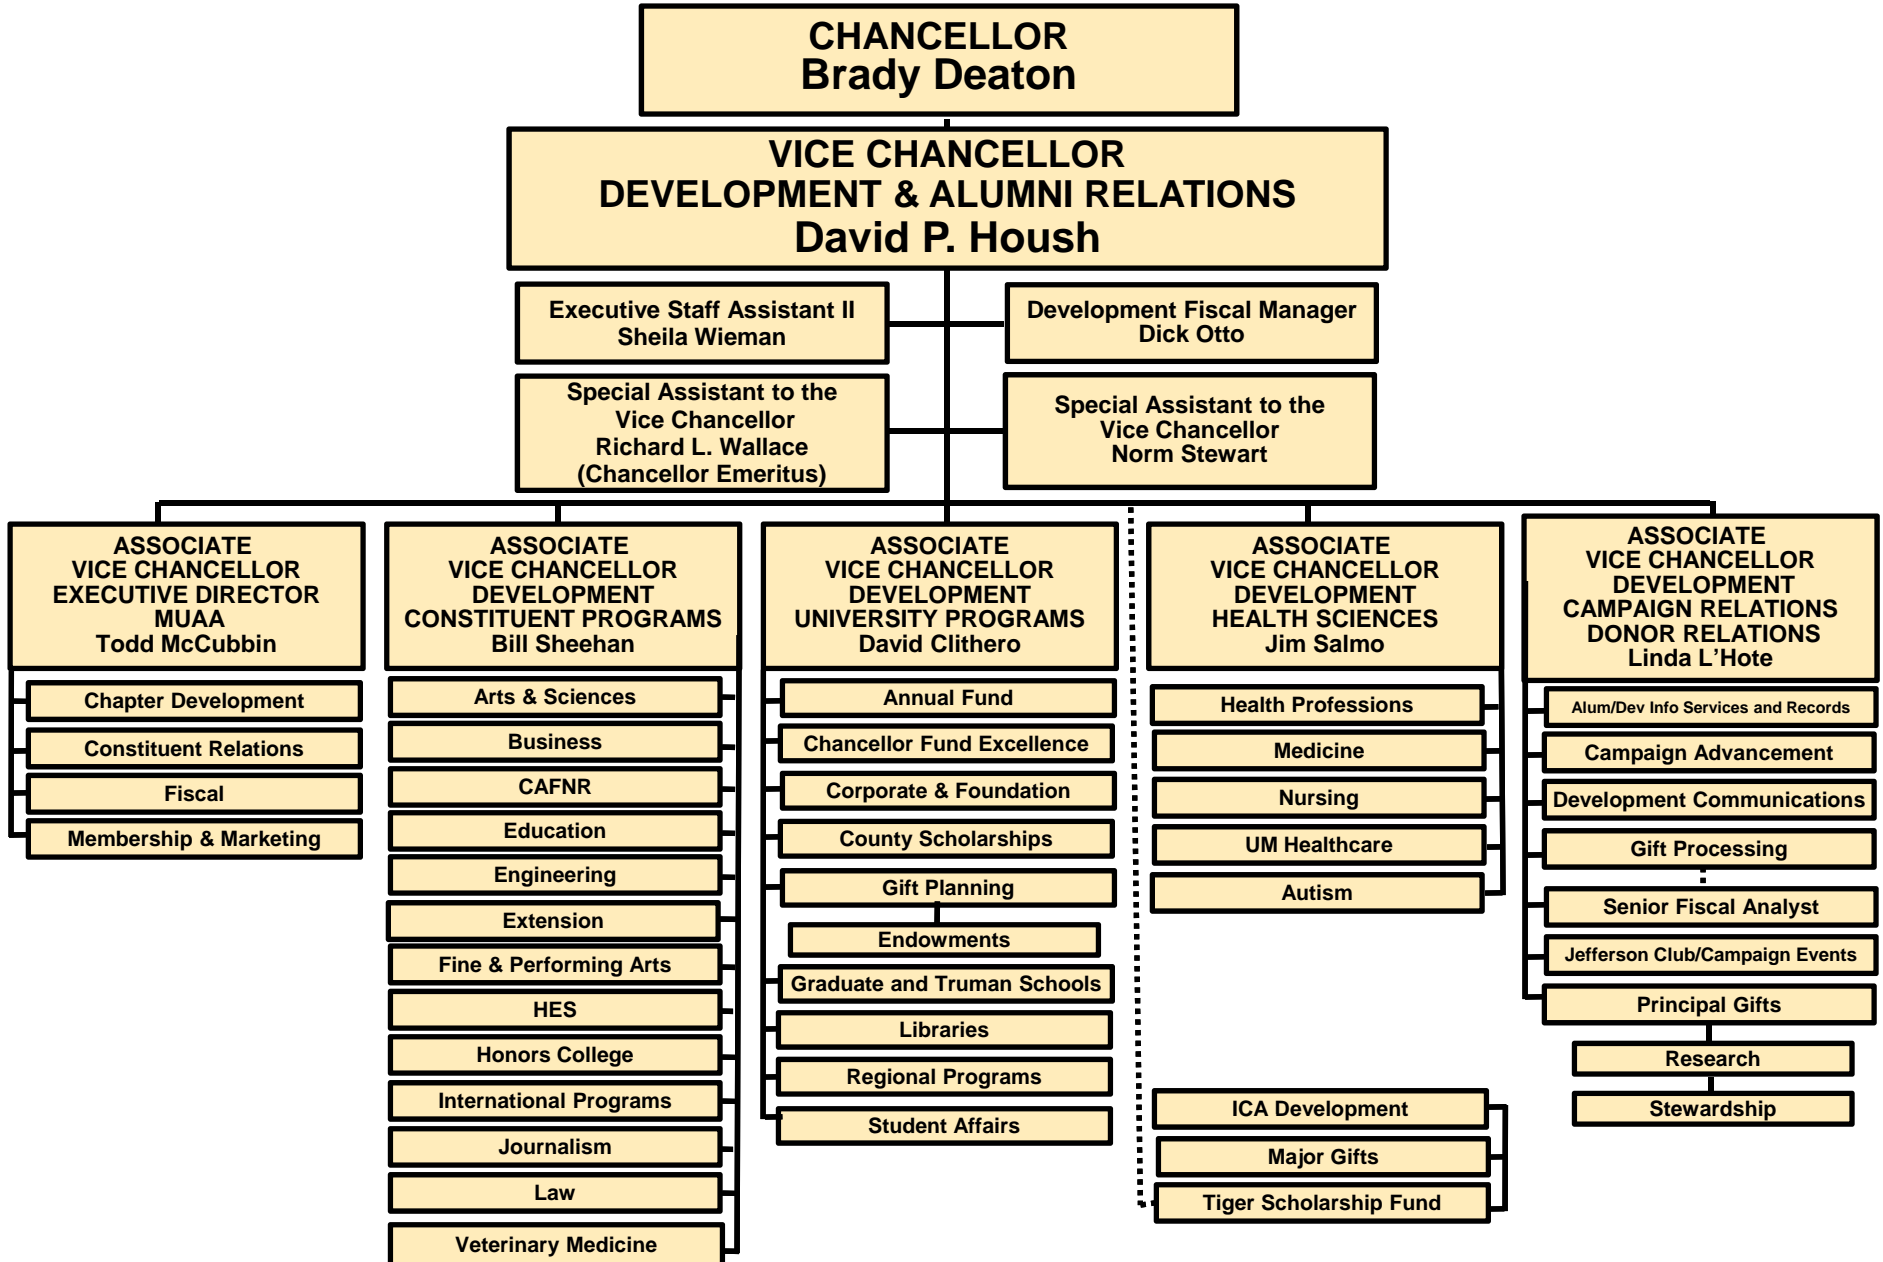 CHANCELLOR
Brady Deaton
VICE CHANCELLOR
DEVELOPMENT & ALUMNI RELATIONS
David P. Housh
Executive Staff Assistant II
Sheila Wieman
Development Fiscal Manager
Dick Otto
Special Assistant to the
Vice Chancellor
Richard L. Wallace
(Chancellor Emeritus)
Special Assistant to the
Vice Chancellor
Norm Stewart
ASSOCIATE
VICE CHANCELLOR
EXECUTIVE DIRECTOR
MUAA
Todd McCubbin
Chapter Development
Constituent Relations
Fiscal
Membership & Marketing
ASSOCIATE
VICE CHANCELLOR
DEVELOPMENT
CONSTITUENT PROGRAMS
Bill Sheehan
Arts & Sciences
Business
CAFNR
Education
Engineering
Extension
Fine & Performing Arts
HES
Honors College
International Programs
Journalism
Law
Veterinary Medicine
ASSOCIATE
VICE CHANCELLOR
DEVELOPMENT
UNIVERSITY PROGRAMS
David Clithero
Annual Fund
Chancellor Fund Excellence
Corporate & Foundation
County Scholarships
Gift Planning
Endowments
Graduate and Truman Schools
Libraries
Regional Programs
Student Affairs
ASSOCIATE
VICE CHANCELLOR
DEVELOPMENT
HEALTH SCIENCES
Jim Salmo
Health Professions
Medicine
Nursing
UM Healthcare
Autism
ICA Development
Major Gifts
Tiger Scholarship Fund
ASSOCIATE
VICE CHANCELLOR
DEVELOPMENT
CAMPAIGN RELATIONS
DONOR RELATIONS
Linda L’Hote
Alum/Dev Info Services and Records
Campaign Advancement
Development Communications
Gift Processing
Senior Fiscal Analyst
Jefferson Club/Campaign Events
Principal Gifts
Research
Stewardship